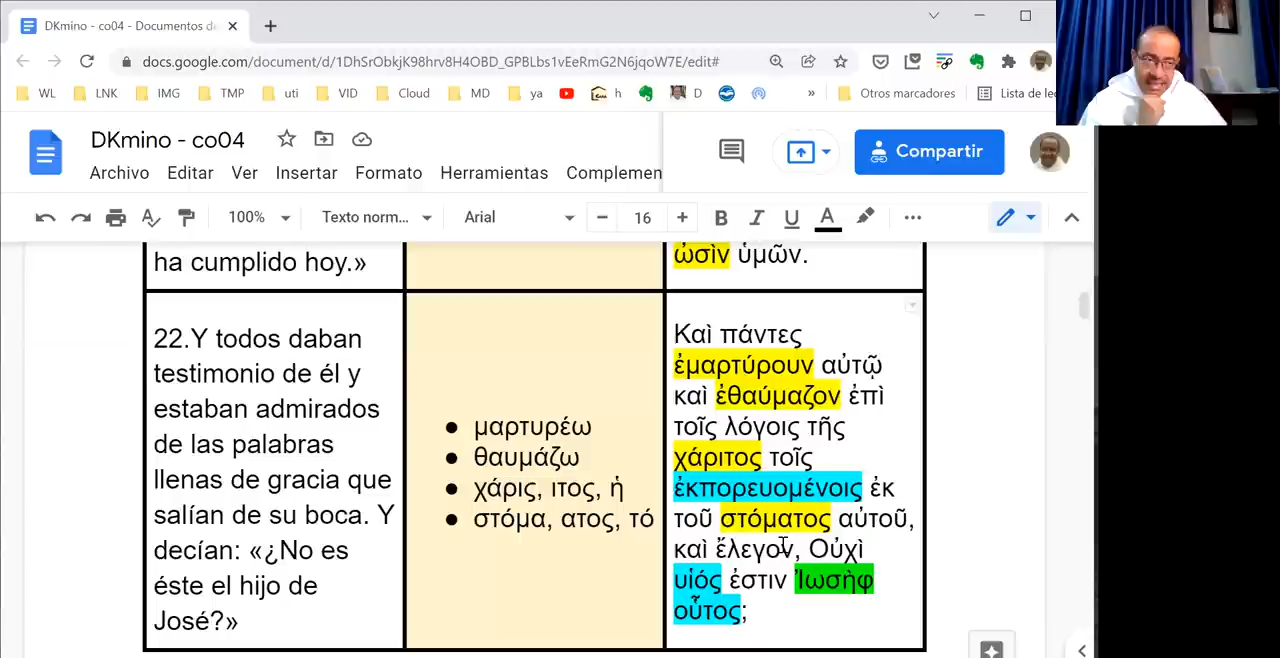 DKmino - co04 - Documentos de
docs.google.com/document/d/1DhSrObkjK98hrv8H4OBD_GPBLbs1vEeRmG2N6jqoW7E/edit#
WL LNK IMG TMP uti VID Cloud MD ya h D » Otros marcadores Lista de lec
DKmino - co04
Compartir
Archivo Editar Ver Insertar Formato Herramientas Complemen
100% Texto norm... Arial 16 B I U A
ha cumplido hoy.»
ὠσὶν ὑμῶν.
22.Y todos daban
testimonio de él y
estaban admirados
de las palabras
llenas de gracia que
salían de su boca. Y
decían: «¿No es
éste el hijo de
José?»
● μαρτυρέω
● θαυμάζω
● χάρις, ιτος, ἡ
● στόμα, ατος, τό
Καὶ πάντες
ἐμαρτύρουν αὐτῷ
καὶ ἐθαύμαζον ἐπὶ
τοῖς λόγοις τῆς
χάριτος τοῖς
ἐκπορευομένοις ἐκ
τοῦ στόματος αὐτοῦ,
καὶ ἔλεγον, Οὐχὶ
υἱός ἐστιν Ἰωσὴφ
οὗτος;